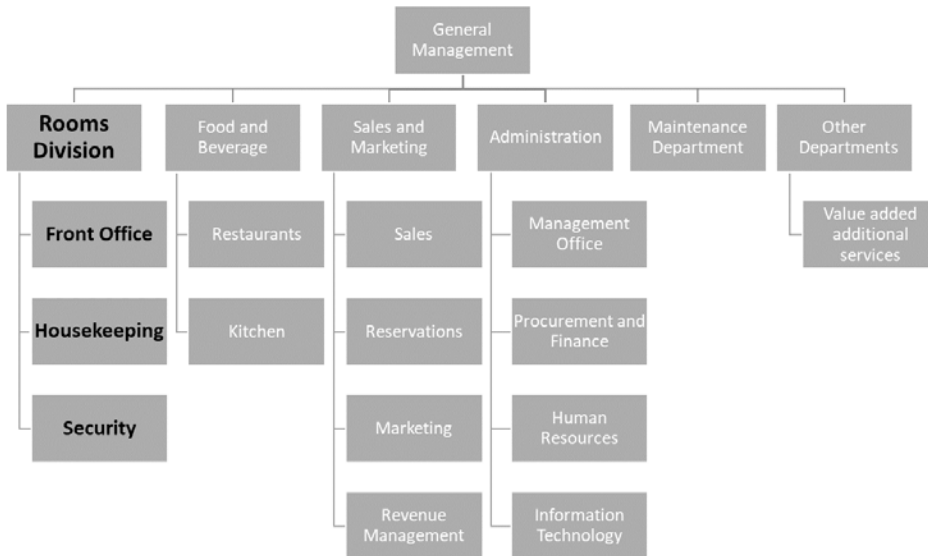 General
Management
Rooms
Division
Food and
Beverage
Sales and
Marketing
Administration
Maintenance
Department
Other
Departments
Front Office
Restaurants
Sales
Management
Office
Value added
additional
services
Housekeeping
Kitchen
Reservations
Procurement and
Finance
Security
Marketing
Human
Resources
Revenue
Management
Information
Technology